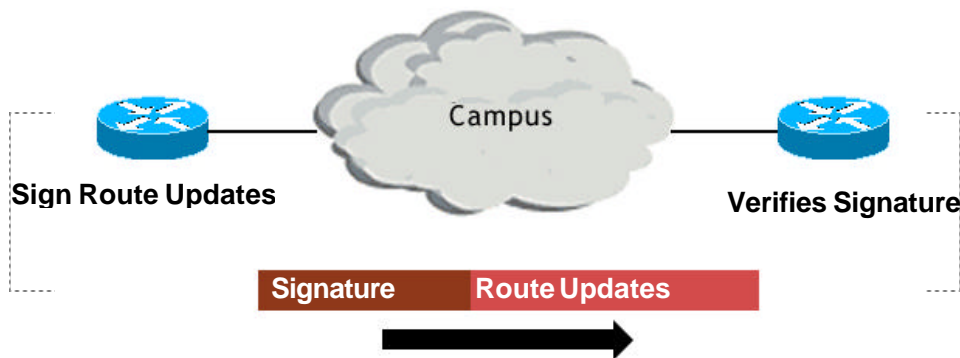 Campus
Sign Route Updates
Verifies Signature
Signature
Route Updates